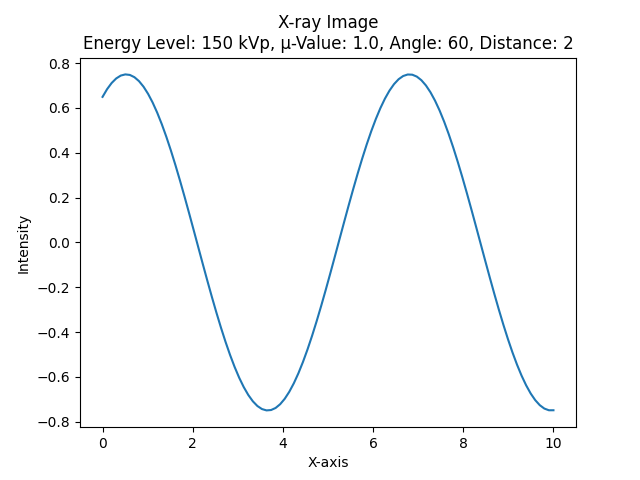 X-ray Image
Energy Level: 150 kVp, μ-Value: 1.0, Angle: 60, Distance: 2
0.8
0.6
0.4
0.2
0.0
−0.2
−0.4
−0.6
−0.8
Intensity
0 2 4 6 8 10
X-axis